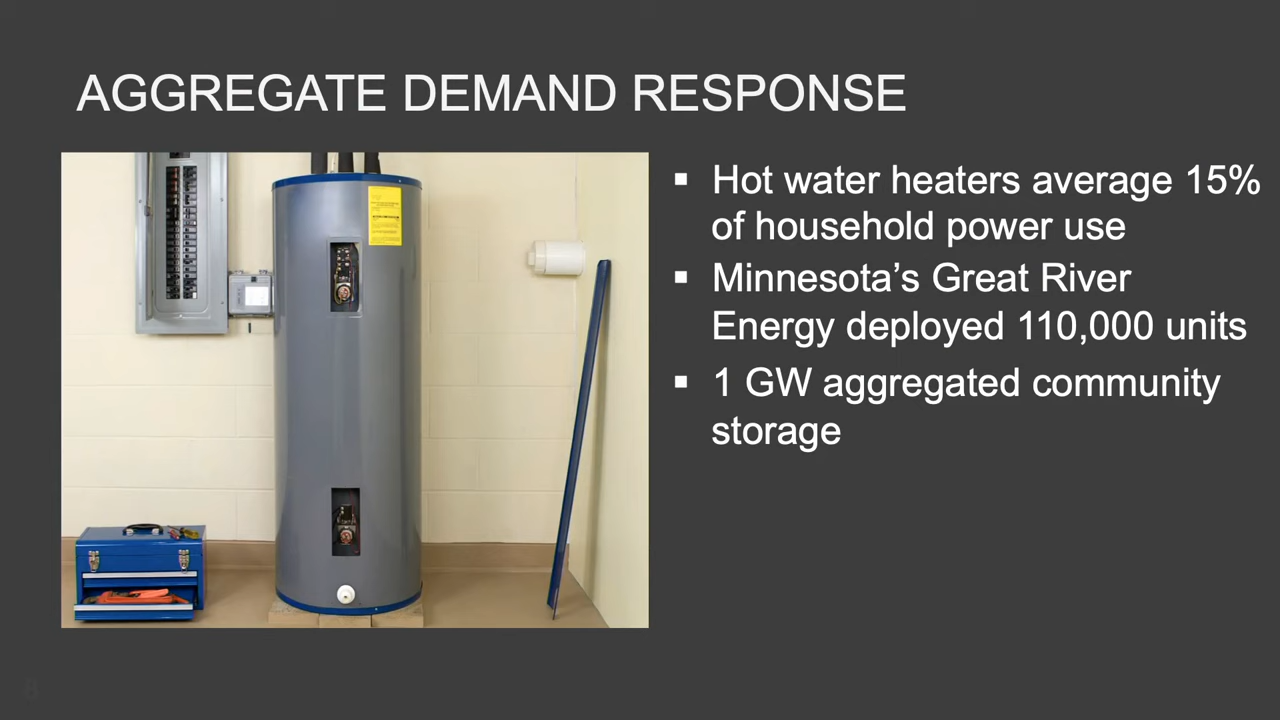 AGGREGATE DEMAND RESPONSE
▪ Hot water heaters average 15%
of household power use
▪ Minnesota’s Great River
Energy deployed 110,000 units
▪ 1 GW aggregated community
storage
8